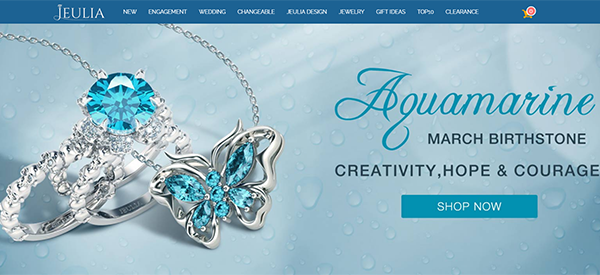 JEULIA NEW ENGAGEMENT WEDDING CHANGEABLE JEULIA DESIGN JEWELRY GIFT IDEAS TOP10 CLEARANCE
Aquamarine
MARCH BIRTHSTONE
CREATIVITY,HOPE & COURAGE
SHOP NOW